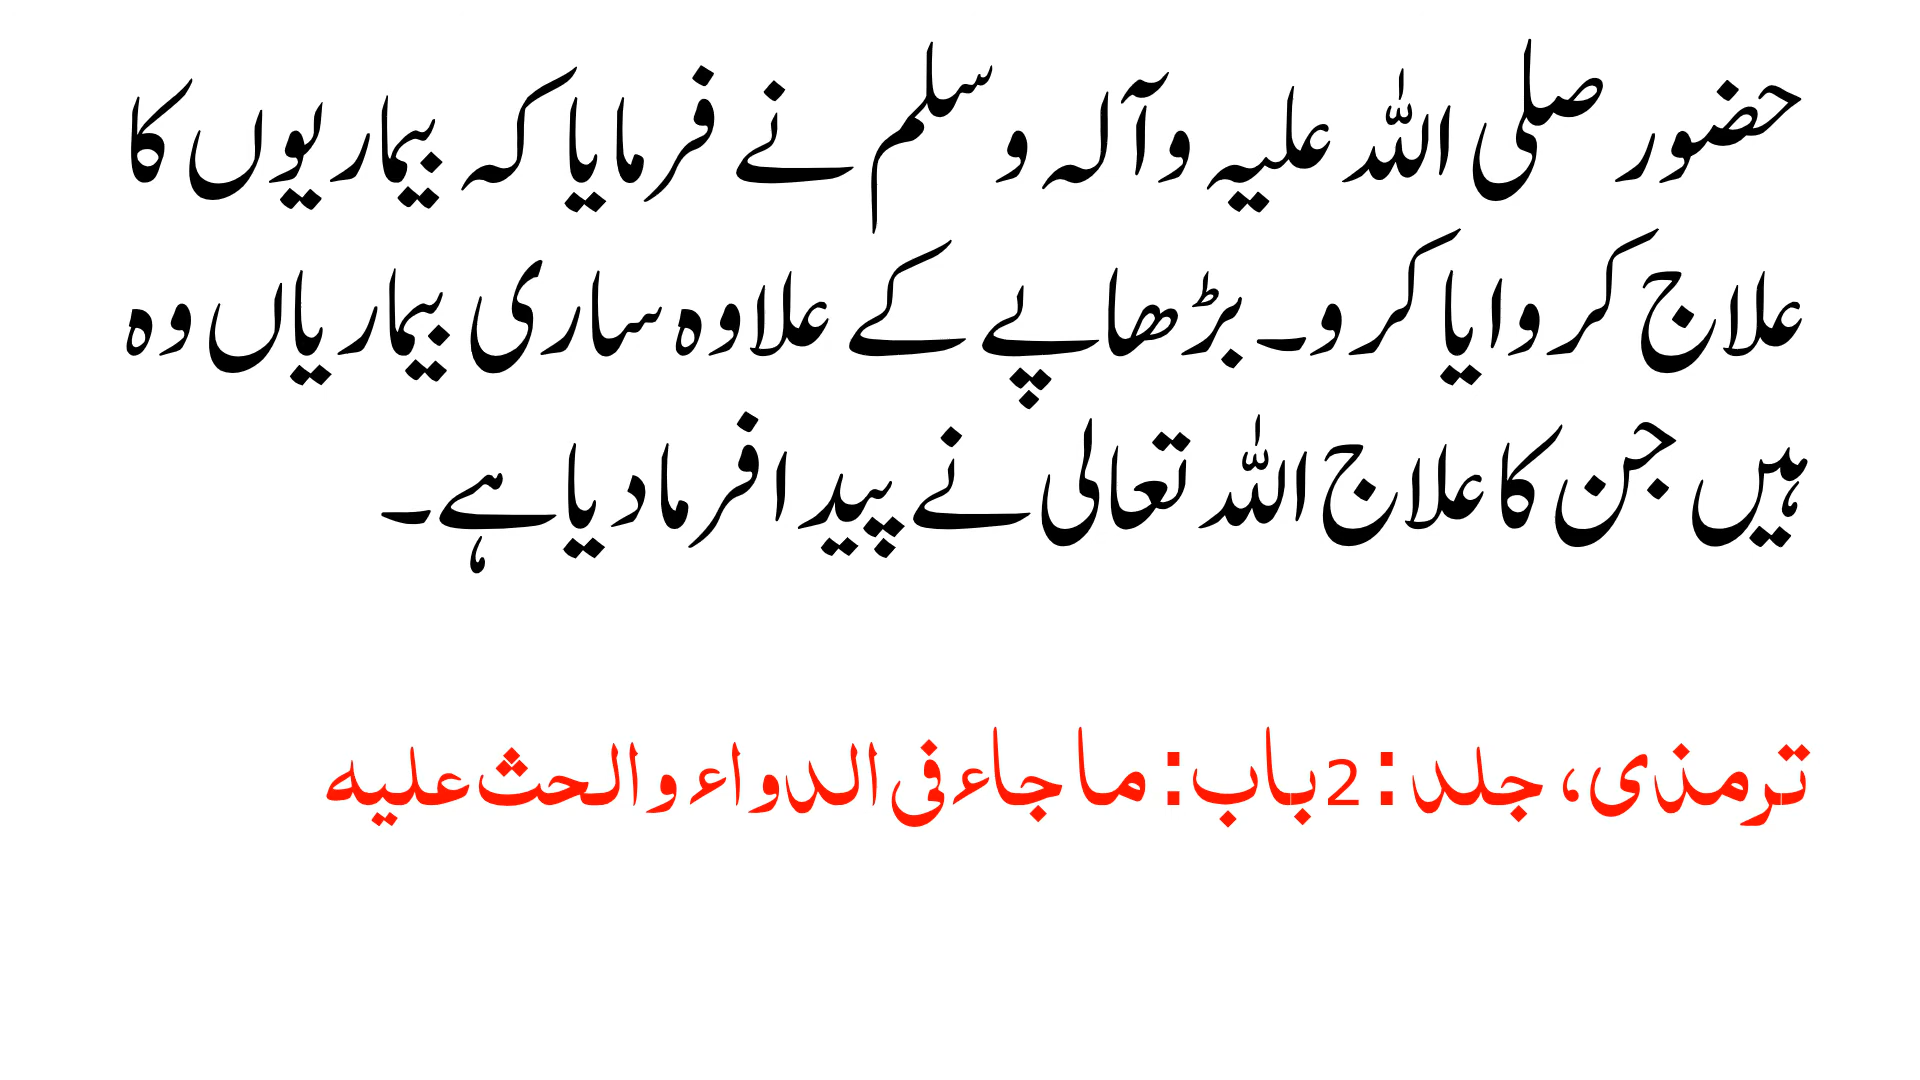 حضور صلی اللہ علیہ وآلہ وسلم نے فرمایا کہ بیماریوں کا
علاج کروایا کرو۔ بڑھاپے کے علاوہ ساری بیماریاں وہ
ہیں جن کا علاج اللہ تعالی نے پیدا فرما دیا ہے۔
ترمذی، جلد: 2 باب: ما جاء فی الدواء والحث علیہ